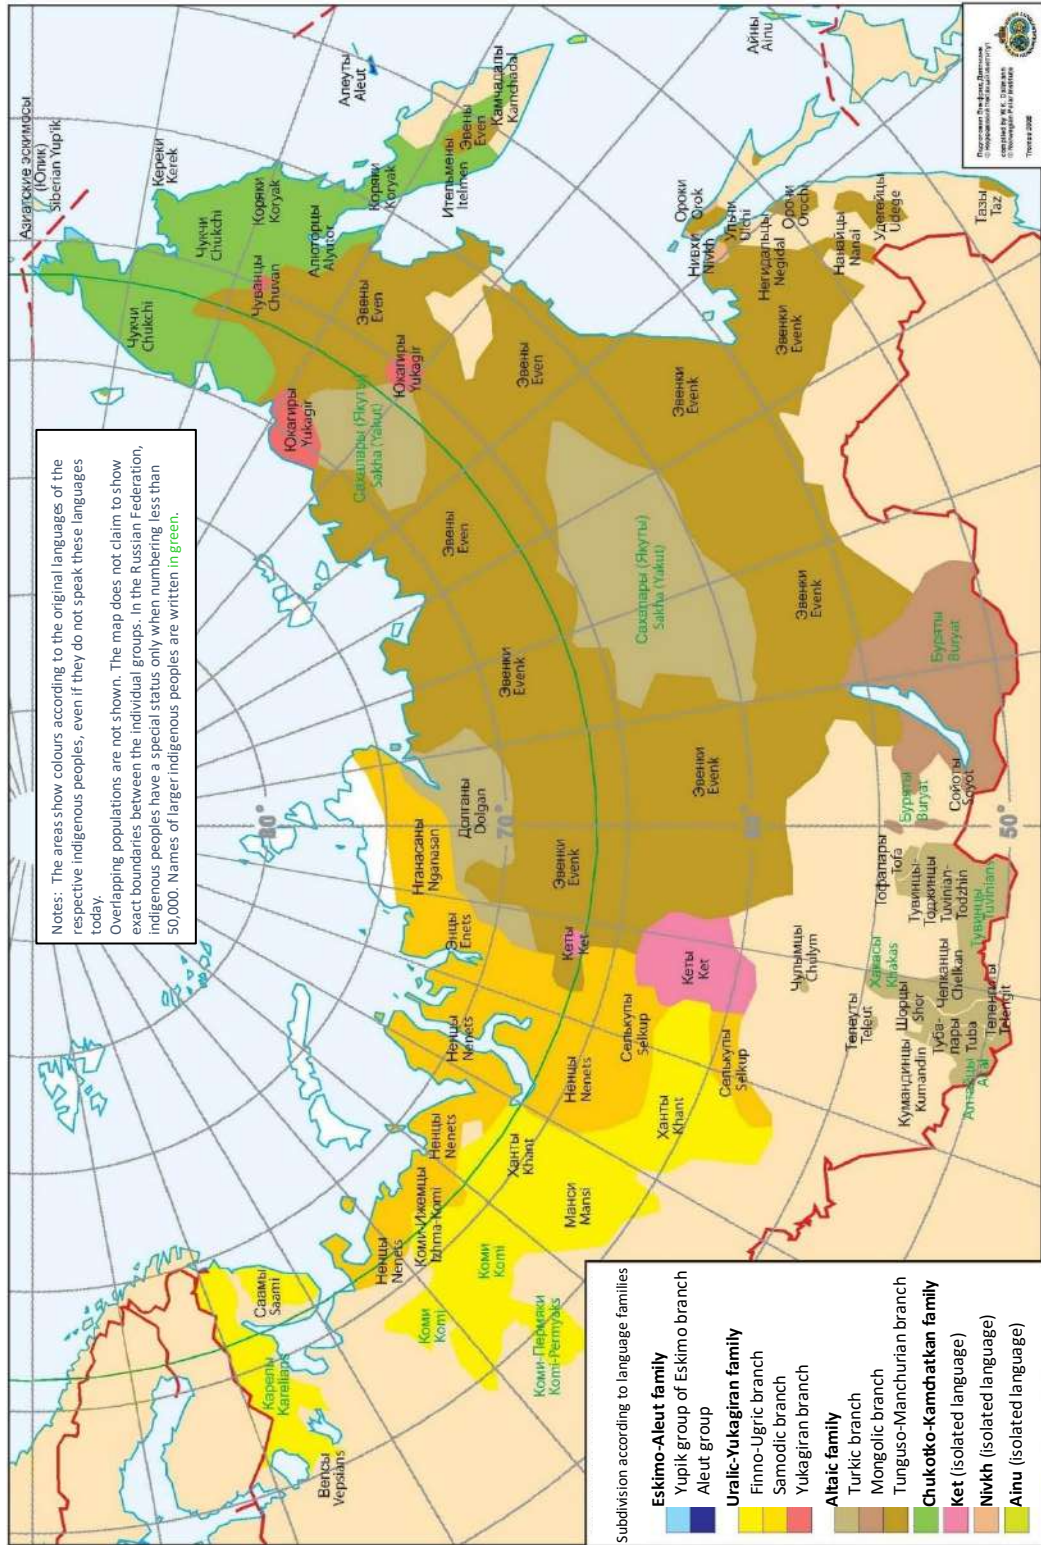 Notes: The areas show colours according to the original languages of the
respective indigenous peoples, even if they do not speak these languages
today.
Overlapping populations are not shown. The map does not claim to show
exact boundaries between the individual groups. In the Russian Federation,
indigenous peoples have a special status only when numbering less than
50,000. Names of larger indigenous peoples are written in green.
Азиатские эскимосы
(Юпик)
Siberian Yup'ik
Кереки
Kerek
Чукчи
Chukchi
Чукчи
Chukchi
Коряки
Koryak
Алюторцы
Alyutor
Коряки
Koryak
Чуванцы
Chuvan
Алеуты
Aleut
Ительмены
Itelmen
Эвены
Even
Камчадалы
Kamchadal
Айны
Ainu
Юкагиры
Yukagir
Юкагиры
Yukagir
Эвены
Even
Эвены
Even
Эвены
Even
Сахалары (Якуты)
Sakha (Yakut)
Сахалары (Якуты)
Sakha (Yakut)
Ороки
Orok
Нивхи
Nivkh
Ульчи
Ulchi
Орочи
Orochi
Негидальцы
Negidal
Нанайцы
Nanai
Удегейцы
Udege
Тазы
Taz
Эвенки
Evenk
Эвенки
Evenk
Эвенки
Evenk
Эвенки
Evenk
Эвенки
Evenk
Эвенки
Evenk
Буряты
Buryat
Буряты
Buryat
Сойоты
Soyot
80°
70°
60°
50°
Нганасаны
Nganasan
Долганы
Dolgan
Энцы
Enets
Кеты
Ket
Кеты
Ket
Ненцы
Nenets
Ненцы
Nenets
Ненцы
Nenets
Ненцы
Nenets
Селькупы
Selkup
Селькупы
Selkup
Ханты
Khant
Ханты
Khant
Манси
Mansi
Коми-Ижемцы
Izhma-Komi
Коми
Komi
Коми
Komi
Коми-Пермяки
Komi-Permyaks
Саамы
Saami
Карелы
Karelians
Вепсы
Vepsians
Чулымцы
Chulym
Тофалары
Tofa
Тувинцы-
Тоджинцы
Tuvinian-
Todzhin
Тувинцы
Tuvinians
Хакасы
Khakas
Телеуты
Teleut
Шорцы
Shor
Челканцы
Chelkan
Кумандинцы
Kumandin
Туба-
лары
Tuba
Теленгиты
Telengit
Алтайцы
Altai
Subdivision according to language families
Eskimo-Aleut family
Yupik group of Eskimo branch
Aleut group
Uralic-Yukagiran family
Finno-Ugric branch
Samodic branch
Yukagiran branch
Altaic family
Turkic branch
Mongolic branch
Tunguso-Manchurian branch
Chukotko-Kamchatkan family
Ket (isolated language)
Nivkh (isolated language)
Ainu (isolated language)
compiled by W.K. Dallmann
© Norwegian Polar Institute